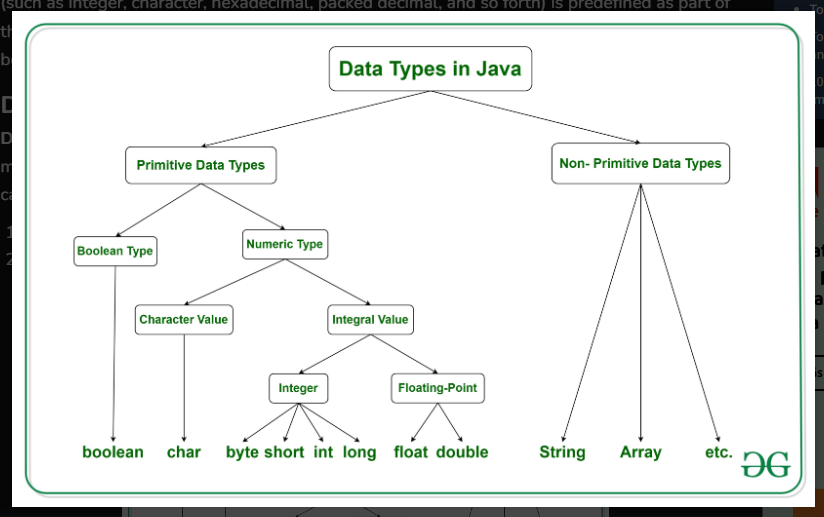 (such as integer, character, hexadecimal, packed decimal, and so forth) is predefined as part of
Data Types in Java
Primitive Data Types
Non- Primitive Data Types
Boolean Type
Numeric Type
Character Value
Integral Value
Integer
Floating-Point
boolean char byte short int long float double String Array etc.